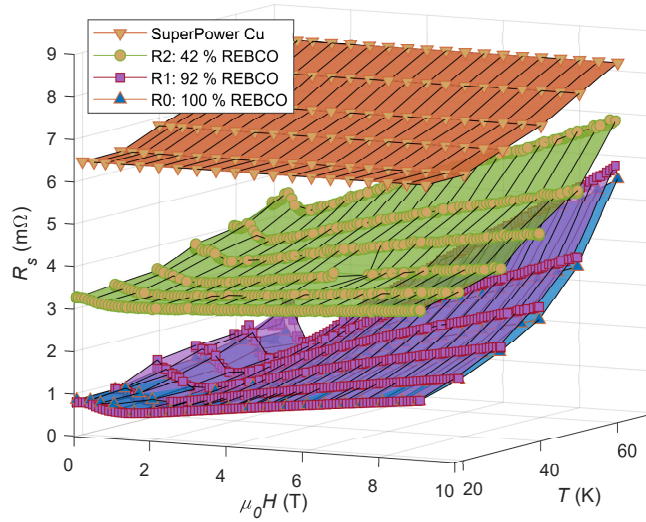 SuperPower Cu
R2: 42 % REBCO
R1: 92 % REBCO
R0: 100 % REBCO
9
8
7
6
5
4
3
2
1
0
R_s (mΩ)
0
2
4
6
8
10
μ_0H (T)
20
40
60
T (K)